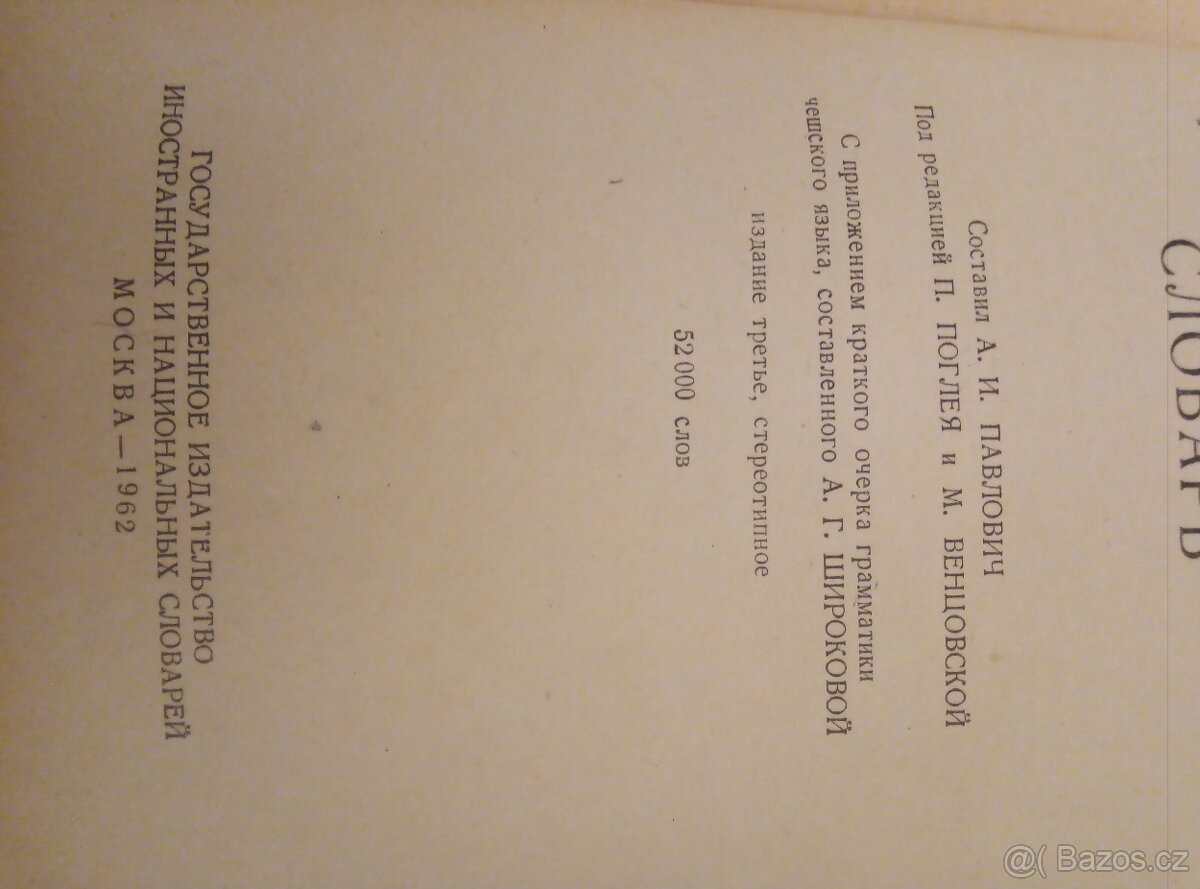 СЛОВАРЬ
Составил А. И. ПАВЛОВИЧ
Под редакцией П. ПОГЛЕЯ и М. ВЕНЦОВСКОЙ
С приложением краткого очерка грамматики
чешского языка, составленного А. Г. ШИРОКОВОЙ
издание третье, стереотипное
52 000 слов
ГОСУДАРСТВЕННОЕ ИЗДАТЕЛЬСТВО
ИНОСТРАННЫХ И НАЦИОНАЛЬНЫХ СЛОВАРЕЙ
МОСКВА — 1962
@( Bazos.cz